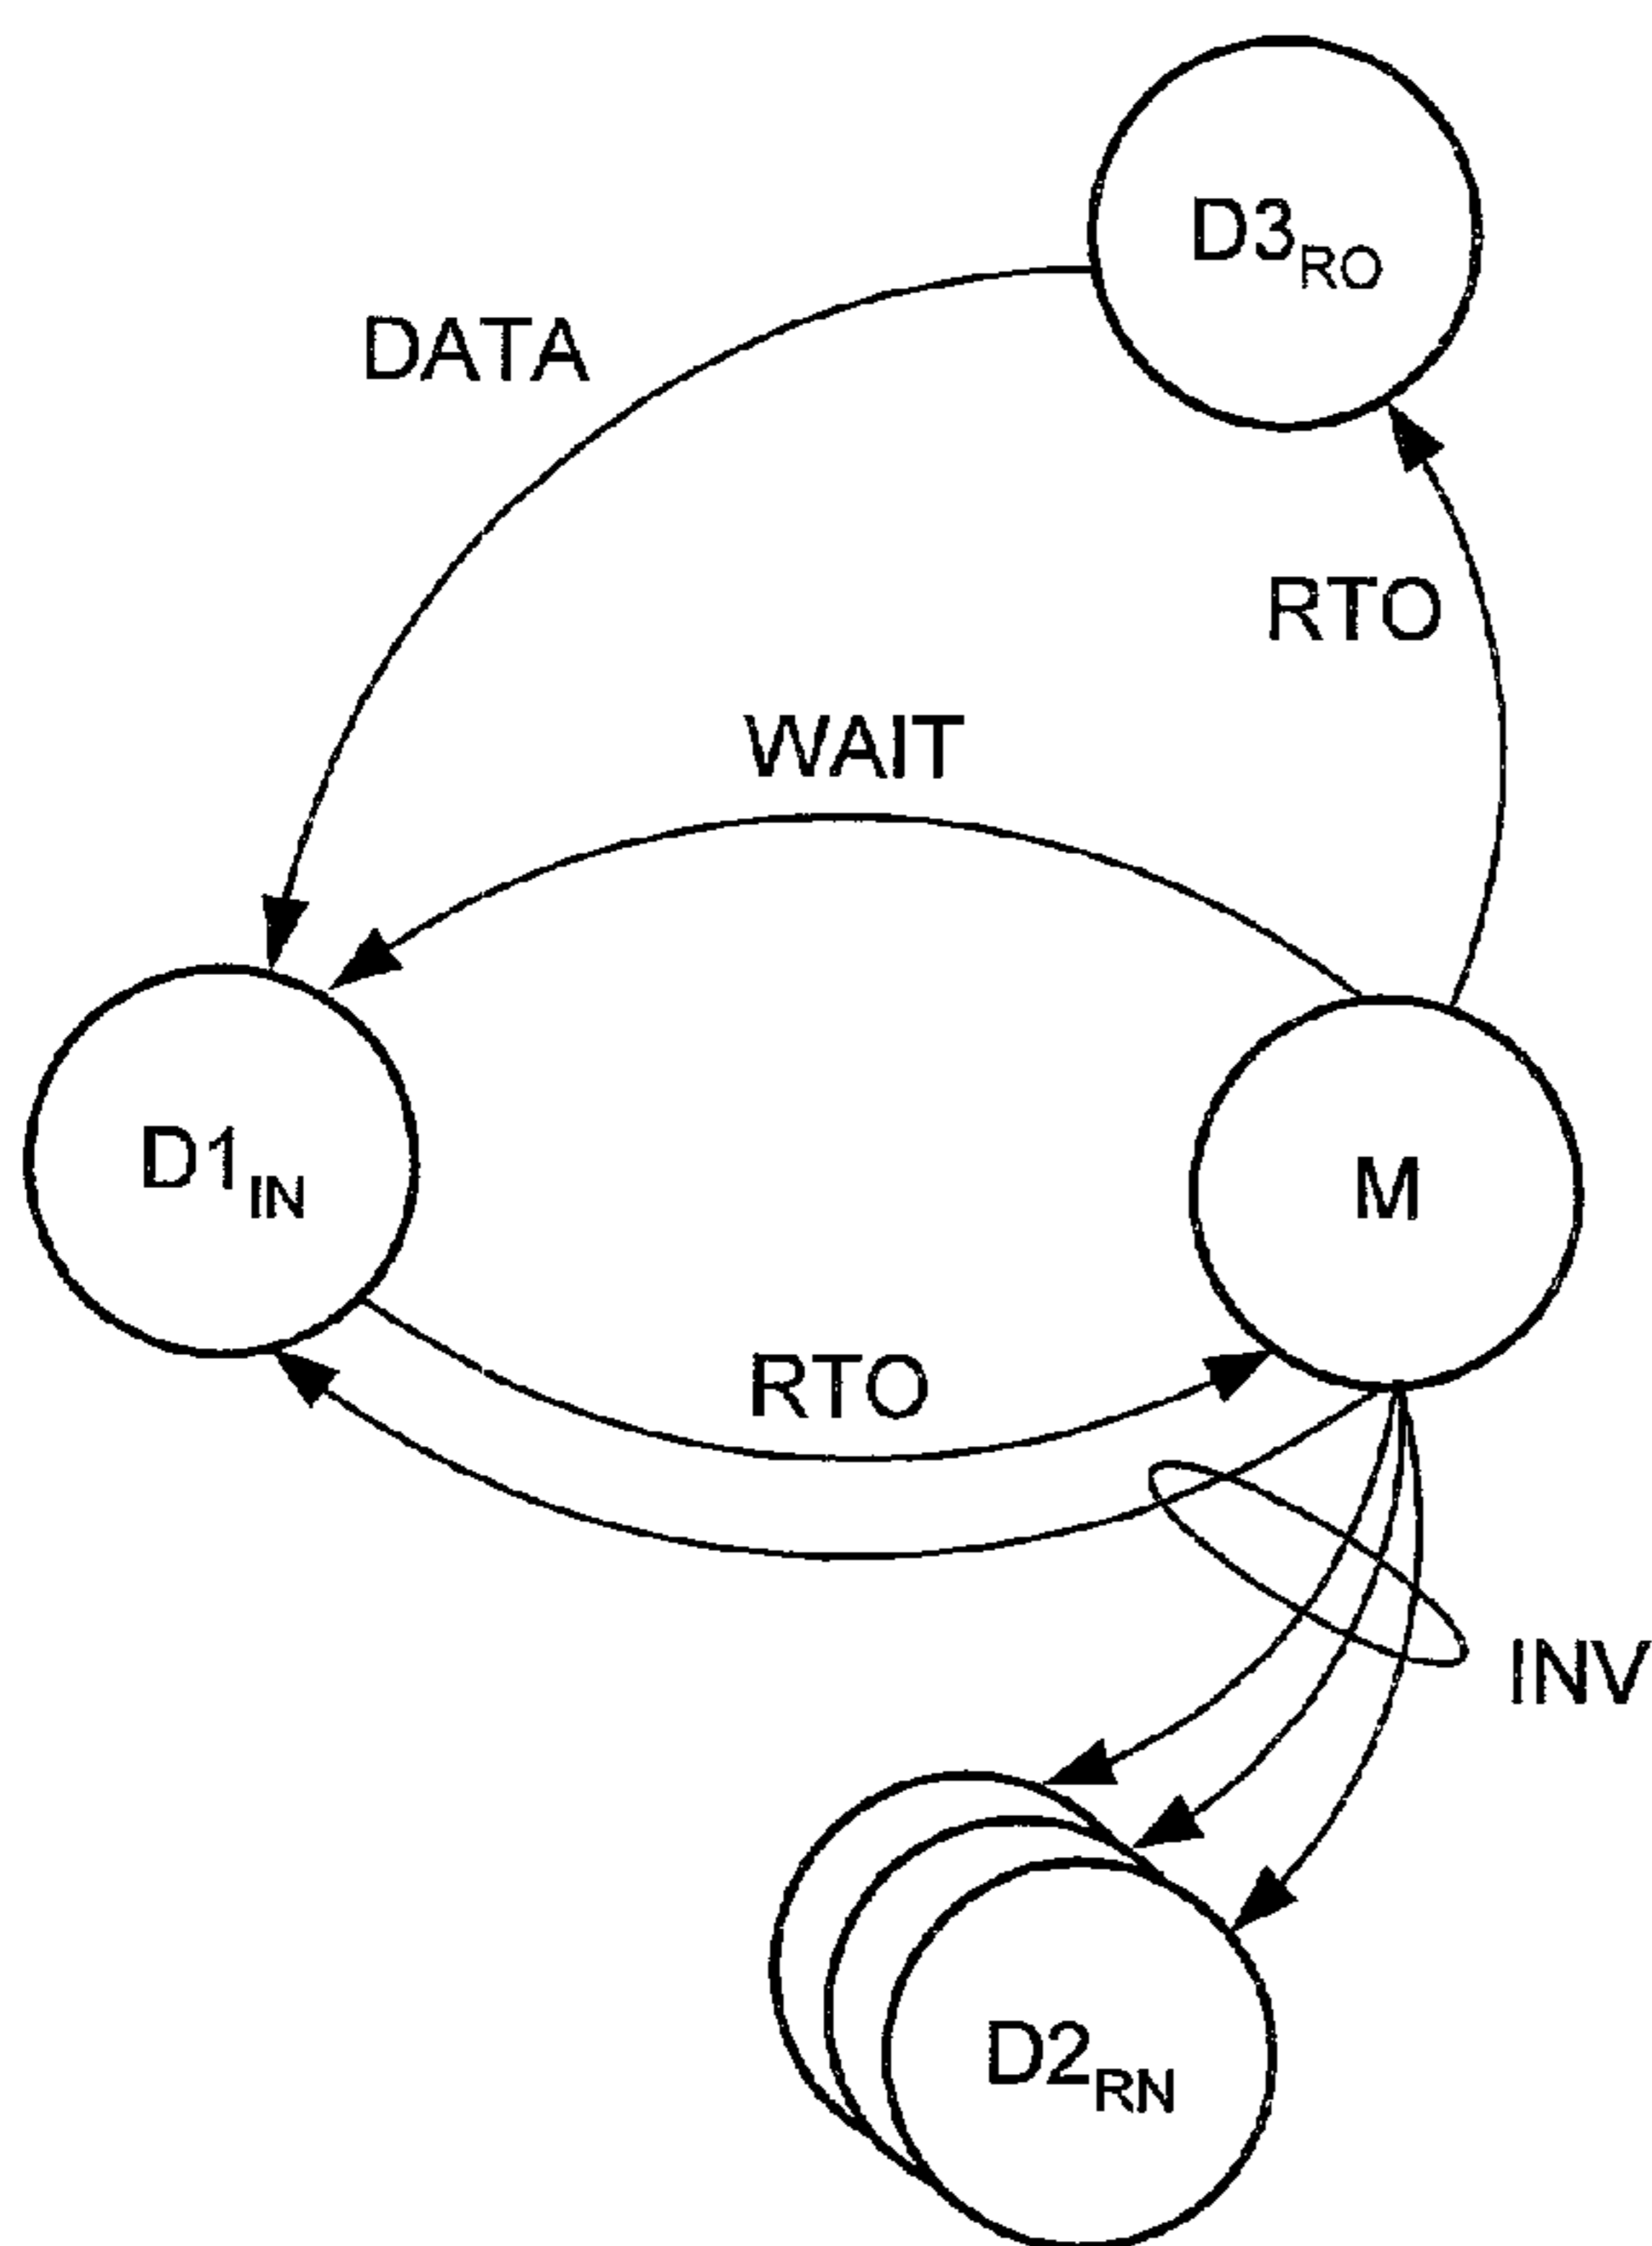 D3RO
DATA
RTO
WAIT
D1IN
M
RTO
INV
D2RN